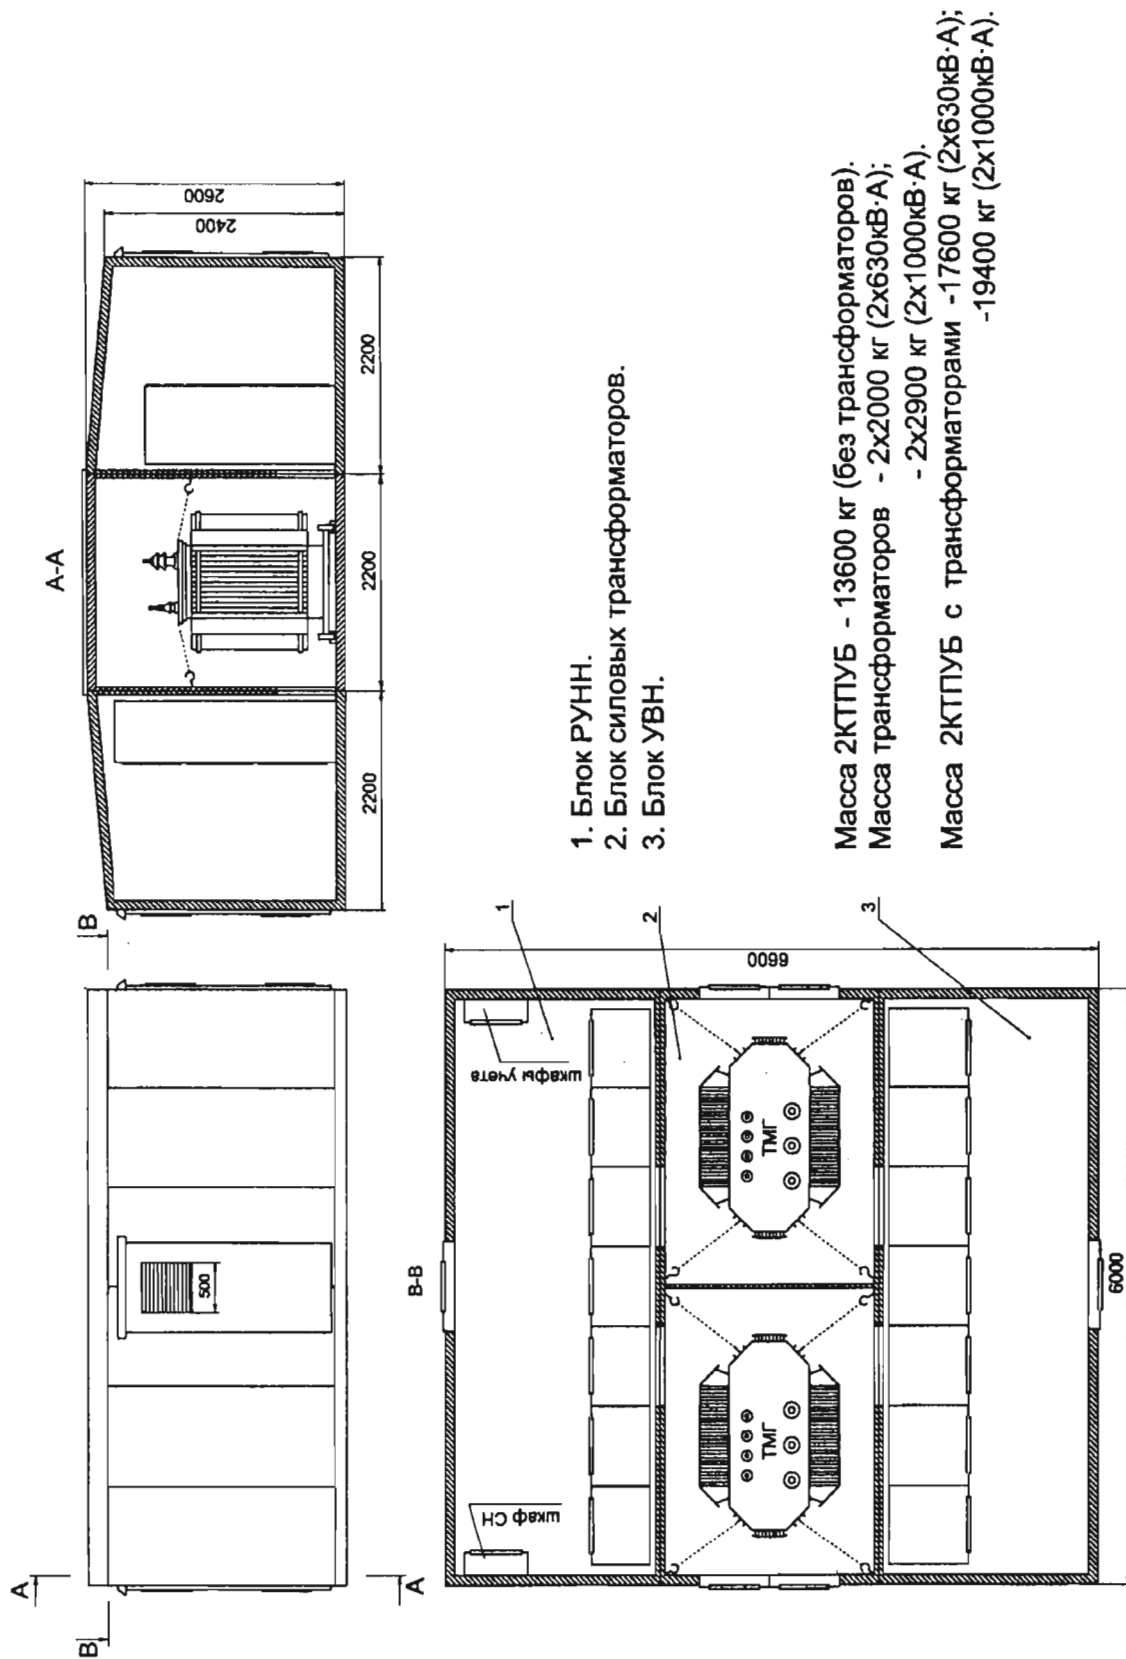 А-А
2600
2400
2200
2200
2200
В
В
А
А
500
1. Блок РУНН.
2. Блок силовых трансформаторов.
3. Блок УВН.
В-В
6600
6000
1
2
3
шкафы учета
шкаф СН
ТМГ
ТМГ
Масса 2КТПУБ - 13600 кг (без трансформаторов).
Масса трансформаторов - 2х2000 кг (2х630кВ·А);
- 2х2900 кг (2х1000кВ·А).
Масса 2КТПУБ с трансформаторами -17600 кг (2х630кВ·А);
-19400 кг (2х1000кВ·А).